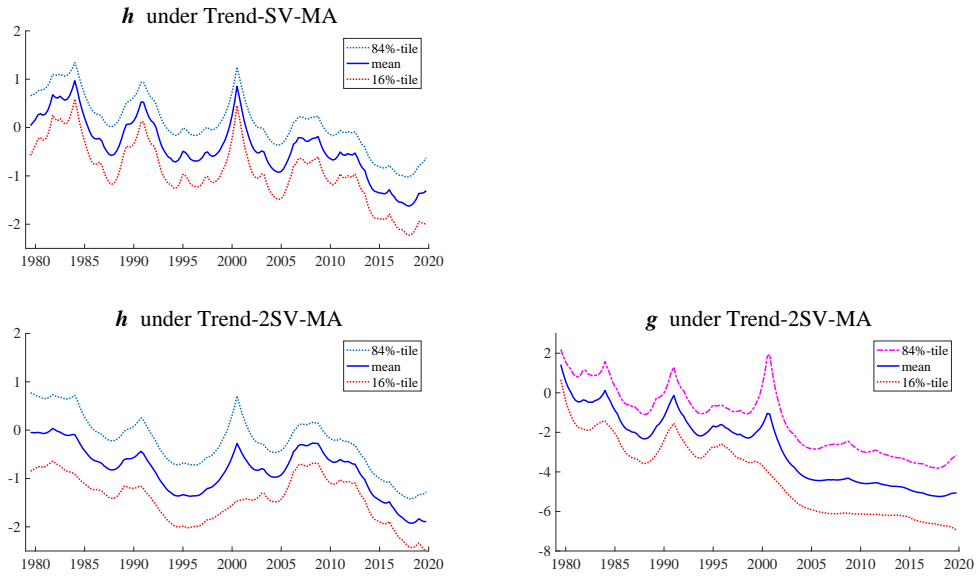 h under Trend-SV-MA
2
1
0
-1
-2
84%-tile
mean
16%-tile
1980 1985 1990 1995 2000 2005 2010 2015 2020
h under Trend-2SV-MA
2
1
0
-1
-2
84%-tile
mean
16%-tile
1980 1985 1990 1995 2000 2005 2010 2015 2020
g under Trend-2SV-MA
2
0
-2
-4
-6
-8
84%-tile
mean
16%-tile
1980 1985 1990 1995 2000 2005 2010 2015 2020